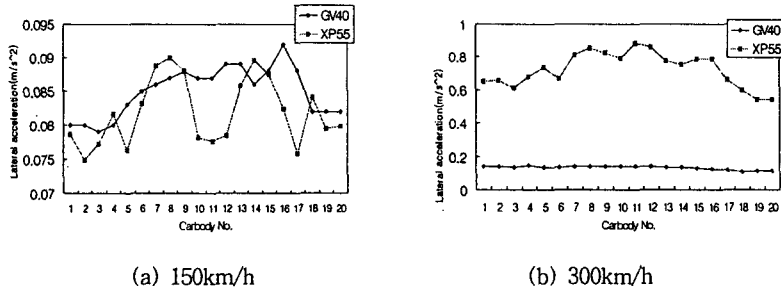 0.095
0.09
0.085
0.08
0.075
0.07
Lateral acceleration(m/s^2)
GV40
XP55
1 2 3 4 5 6 7 8 9 10 11 12 13 14 15 16 17 18 19 20
Carbody No.
(a) 150km/h
1
0.8
0.6
0.4
0.2
0
Lateral acceleration(m/s^2)
GV40
XP55
1 2 3 4 5 6 7 8 9 10 11 12 13 14 15 16 17 18 19 20
Carbody No.
(b) 300km/h